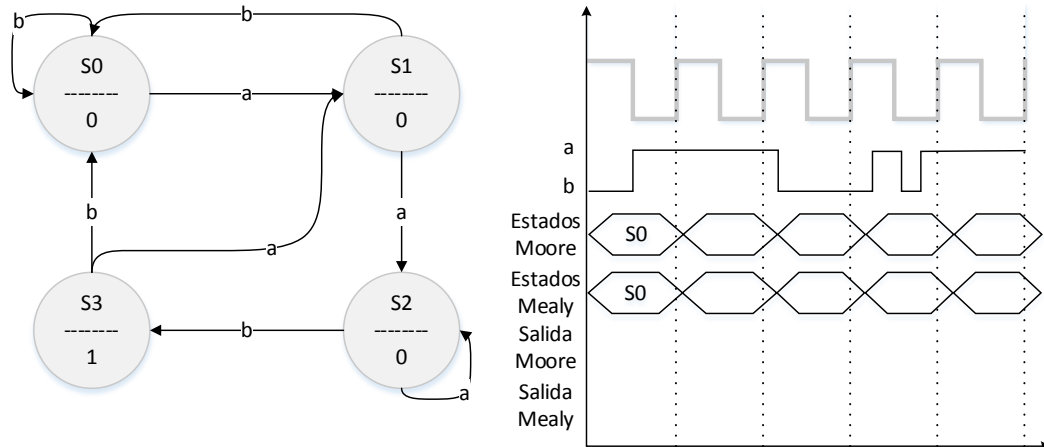 b
b
S0
--------
0
a
S1
--------
0
b
a
a
S3
--------
1
b
S2
--------
0
a
a
b
Estados
Moore
S0
Estados
Mealy
S0
Salida
Moore
Salida
Mealy